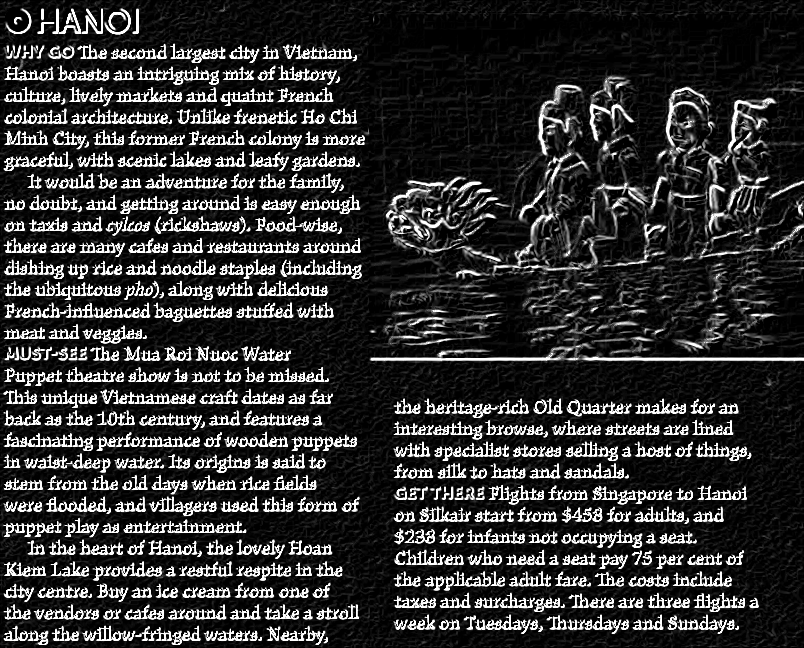 HANOI
WHY GO The second largest city in Vietnam,
Hanoi boasts an intriguing mix of history,
culture, lively markets and quaint French
colonial architecture. Unlike frenetic Ho Chi
Minh City, this former French colony is more
graceful, with scenic lakes and leafy gardens.
It would be an adventure for the family,
no doubt, and getting around is easy enough
on taxis and cylcos (rickshaws). Food-wise,
there are many cafes and restaurants around
dishing up rice and noodle staples (including
the ubiquitous pho), along with delicious
French-influenced baguettes stuffed with
meat and veggies.
MUST-SEE The Mua Roi Nuoc Water
Puppet theatre show is not to be missed.
This unique Vietnamese craft dates as far
back as the 10th century, and features a
fascinating performance of wooden puppets
in waist-deep water. Its origins is said to
stem from the old days when rice fields
were flooded, and villagers used this form of
puppet play as entertainment.
In the heart of Hanoi, the lovely Hoan
Kiem Lake provides a restful respite in the
city centre. Buy an ice cream from one of
the vendors or cafes around and take a stroll
along the willow-fringed waters. Nearby,
the heritage-rich Old Quarter makes for an
interesting browse, where streets are lined
with specialist stores selling a host of things,
from silk to hats and sandals.
GET THERE Flights from Singapore to Hanoi
on Silkair start from $458 for adults, and
$238 for infants not occupying a seat.
Children who need a seat pay 75 per cent of
the applicable adult fare. The costs include
taxes and surcharges. There are three flights a
week on Tuesdays, Thursdays and Sundays.